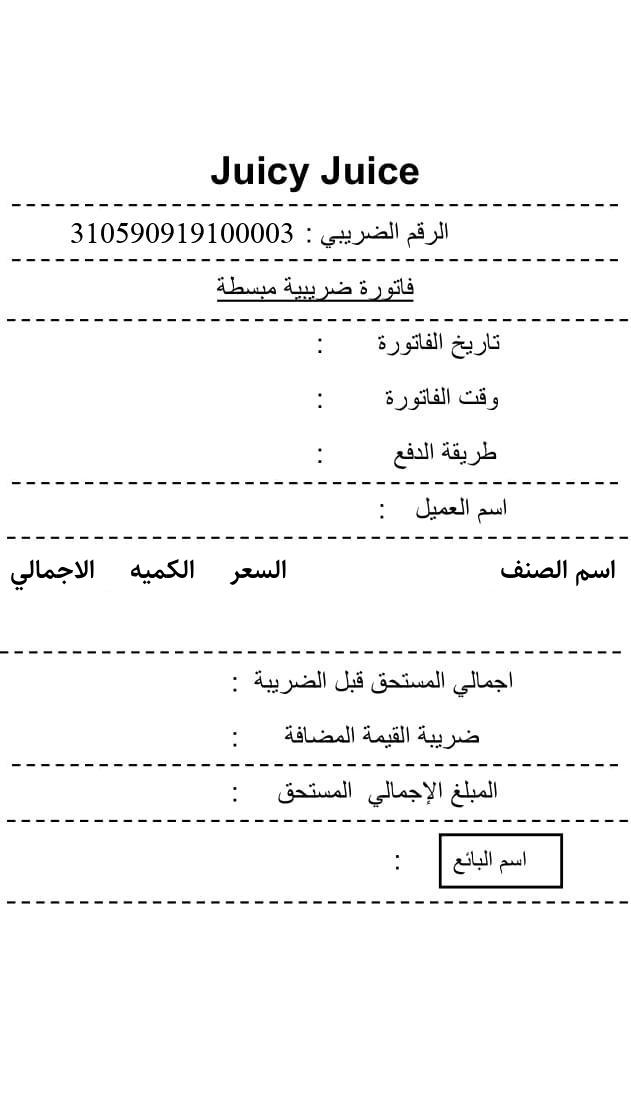 Juicy Juice
الرقم الضريبي : 310590919100003
فاتورة ضريبية مبسطة
تاريخ الفاتورة :
وقت الفاتورة :
طريقة الدفع :
اسم العميل :
اسم الصنف السعر الكميه الاجمالي
اجمالي المستحق قبل الضريبة :
ضريبة القيمة المضافة :
المبلغ الإجمالي المستحق :
اسم البائع :